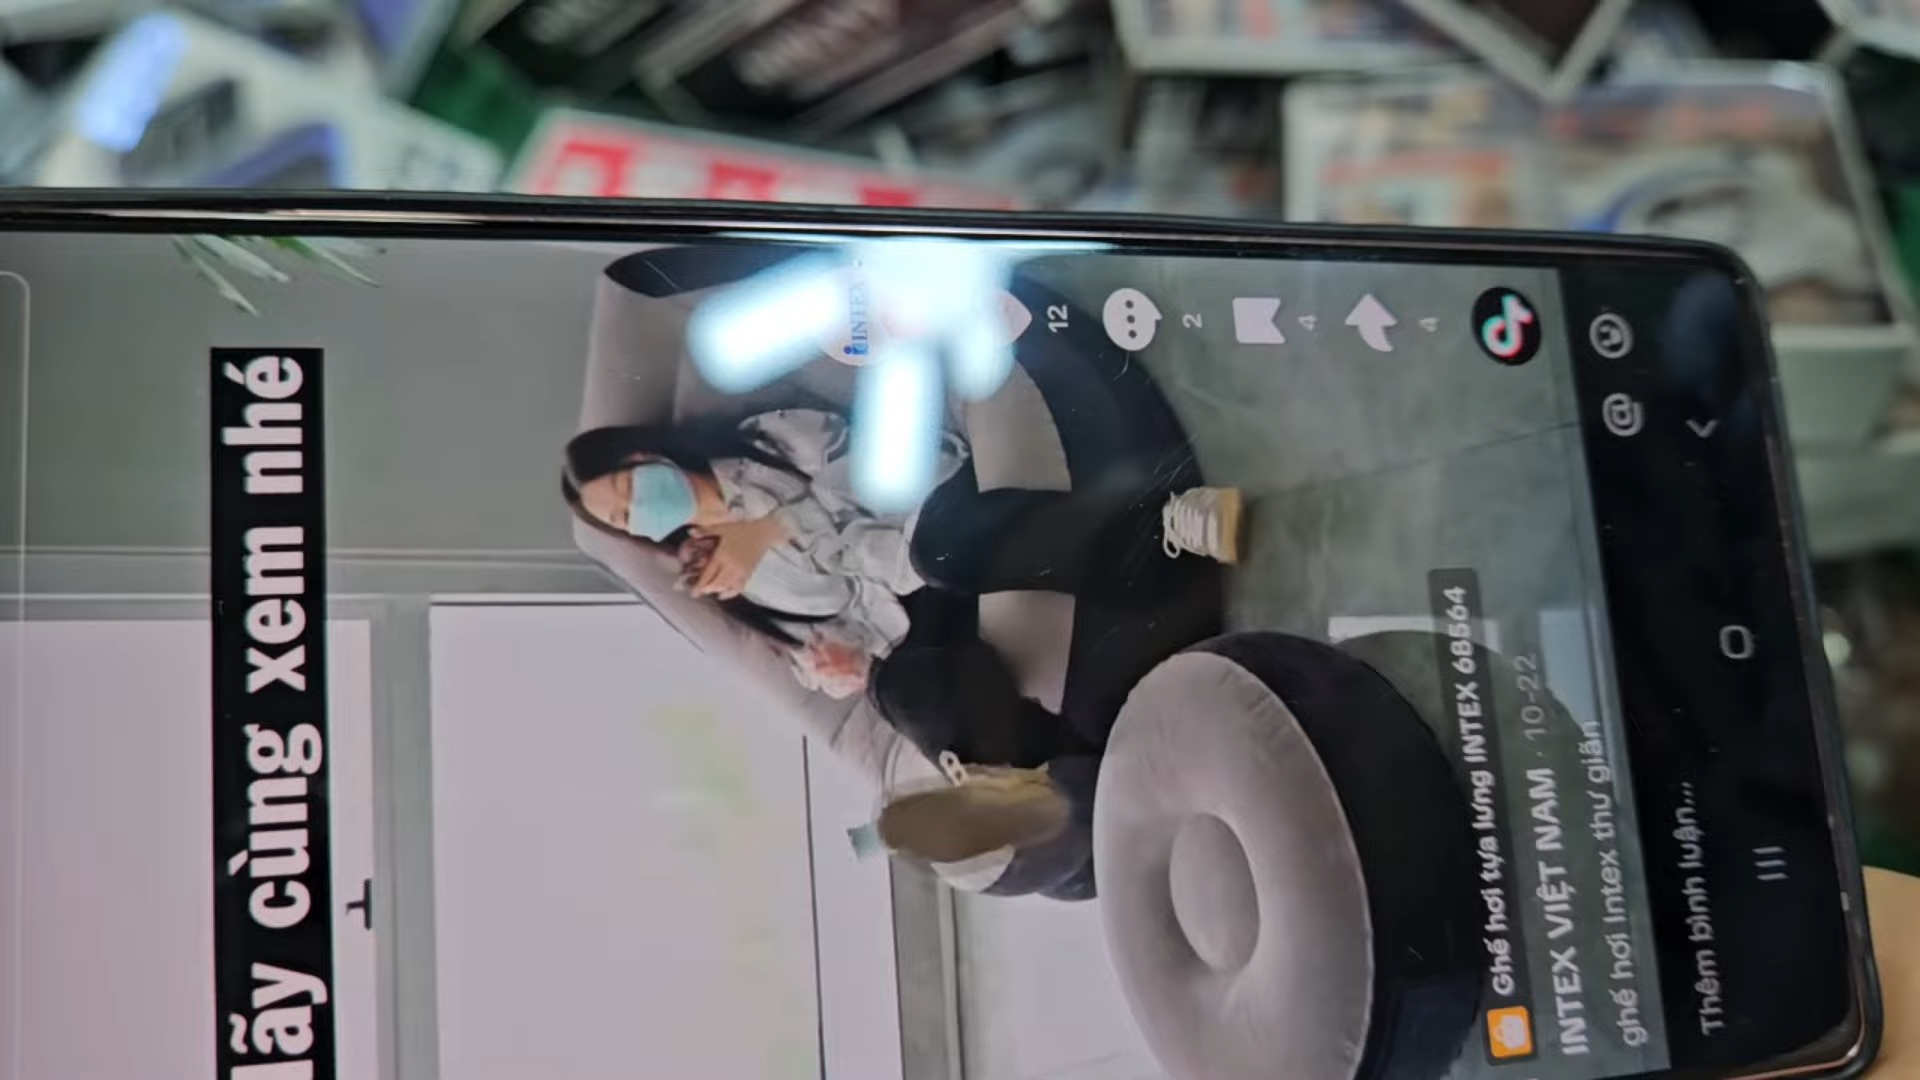 Hãy cùng xem nhé
INTEX
12
2
4
4
Ghế hơi tựa lưng INTEX 68564
INTEX VIỆT NAM · 10-22
ghế hơi Intex thư giãn
Thêm bình luận...
@